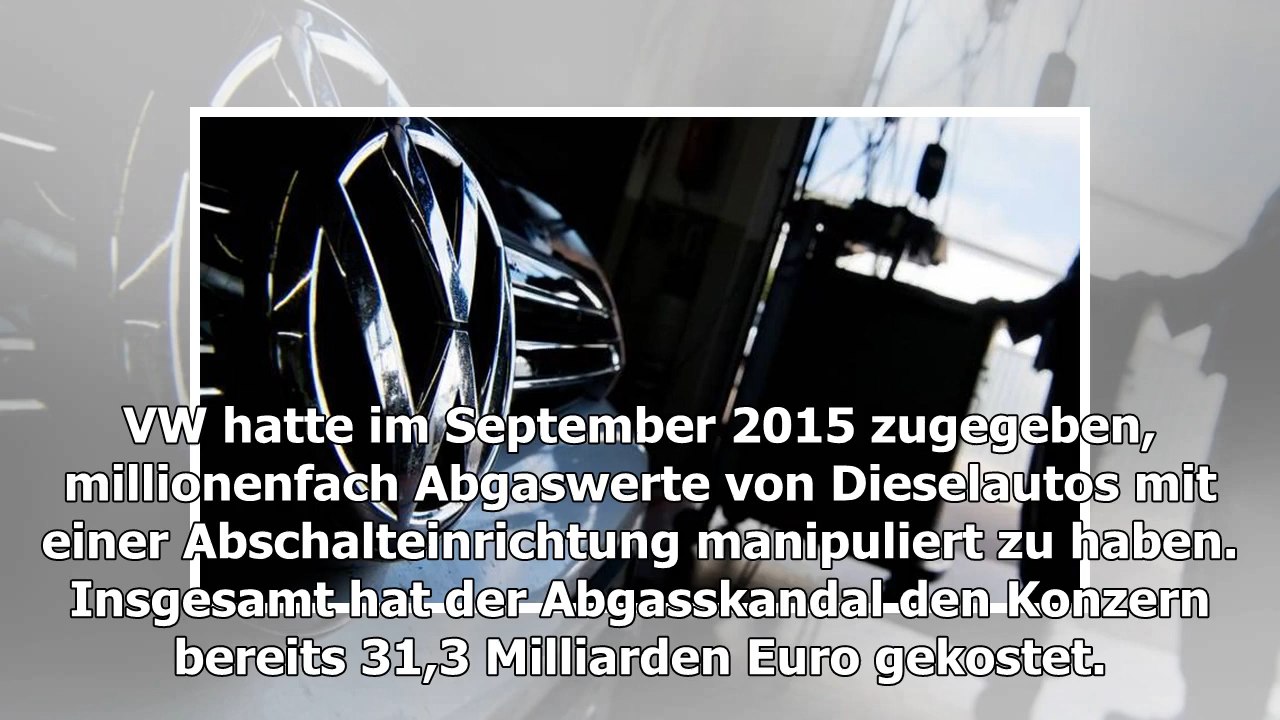 VW hatte im September 2015 zugegeben,
millionenfach Abgaswerte von Dieselautos mit
einer Abschalteinrichtung manipuliert zu haben.
Insgesamt hat der Abgasskandal den Konzern
bereits 31,3 Milliarden Euro gekostet.